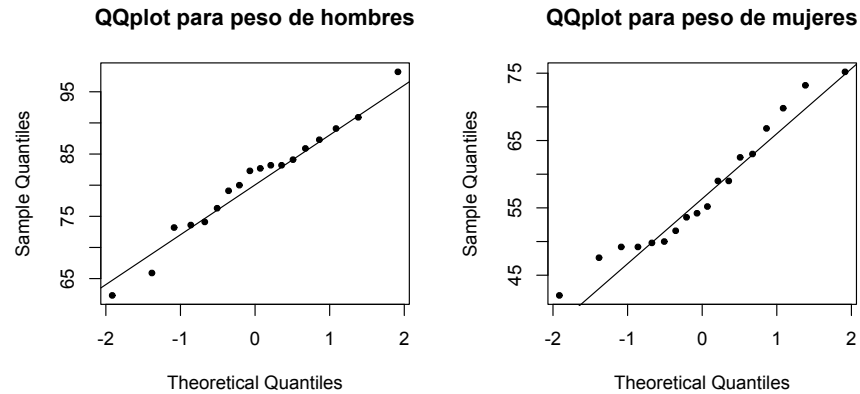 QQplot para peso de hombres
95
85
75
65
Sample Quantiles
-2 -1 0 1 2
Theoretical Quantiles
QQplot para peso de mujeres
75
65
55
45
Sample Quantiles
-2 -1 0 1 2
Theoretical Quantiles